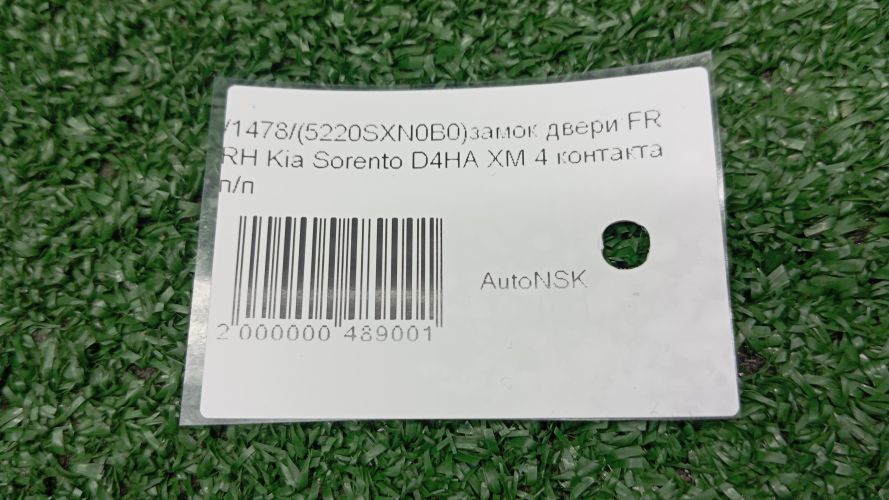 /1478/(5220SXN0B0)замок двери FR
RH Kia Sorento D4HA XM 4 контакта
п/п
AutoNSK
2 000000 489001